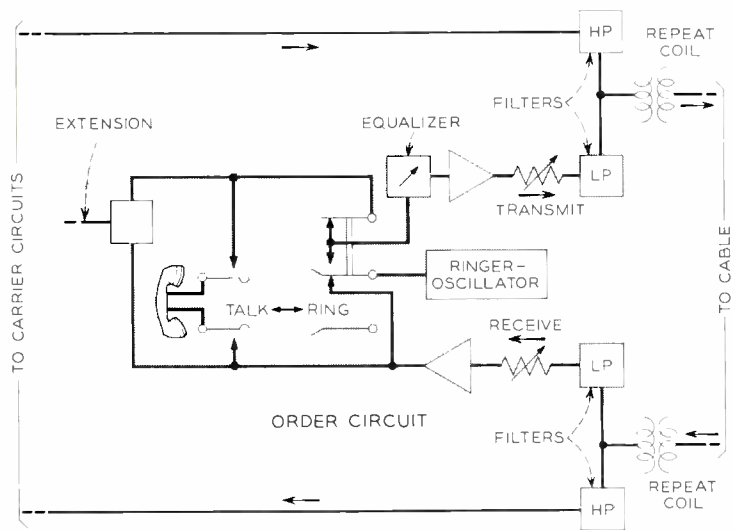 HP
REPEAT
COIL
FILTERS
EXTENSION
EQUALIZER
LP
TRANSMIT
TO CARRIER CIRCUITS
TO CABLE
RINGER-
OSCILLATOR
TALK RING
RECEIVE
LP
ORDER CIRCUIT
FILTERS
REPEAT
COIL
HP